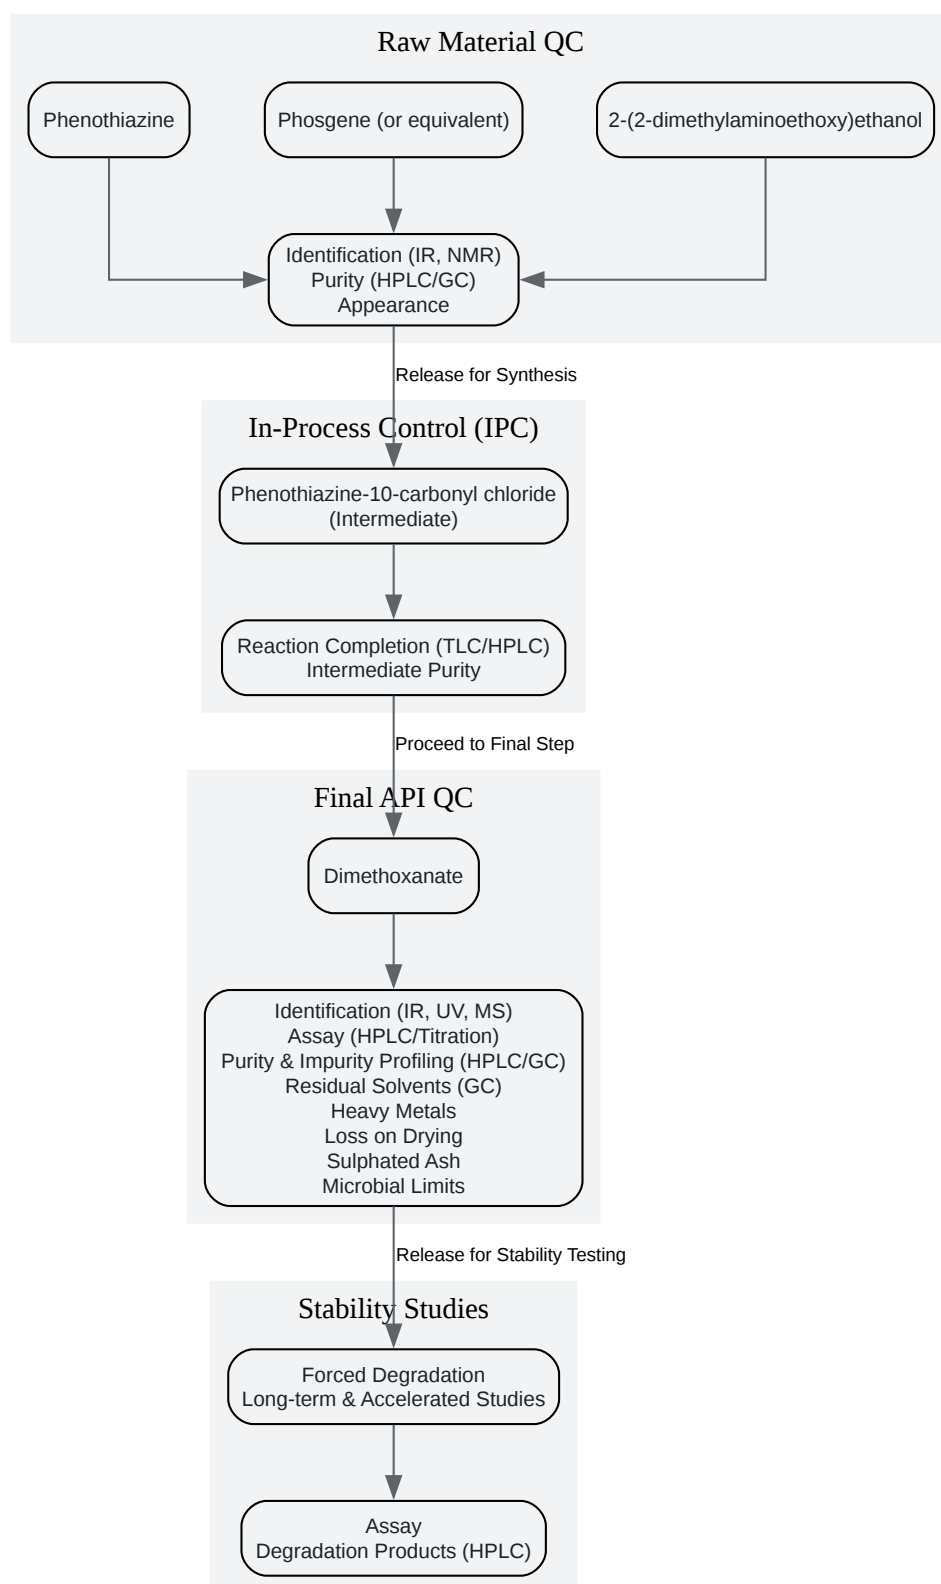 Raw Material QC
Phenothiazine
Phosgene (or equivalent)
2-(2-dimethylaminoethoxy)ethanol
Identification (IR, NMR)
Purity (HPLC/GC)
Appearance
Release for Synthesis
In-Process Control (IPC)
Phenothiazine-10-carbonyl chloride
(Intermediate)
Reaction Completion (TLC/HPLC)
Intermediate Purity
Proceed to Final Step
Final API QC
Dimethoxanate
Identification (IR, UV, MS)
Assay (HPLC/Titration)
Purity & Impurity Profiling (HPLC/GC)
Residual Solvents (GC)
Heavy Metals
Loss on Drying
Sulphated Ash
Microbial Limits
Release for Stability Testing
Stability Studies
Forced Degradation
Long-term & Accelerated Studies
Assay
Degradation Products (HPLC)